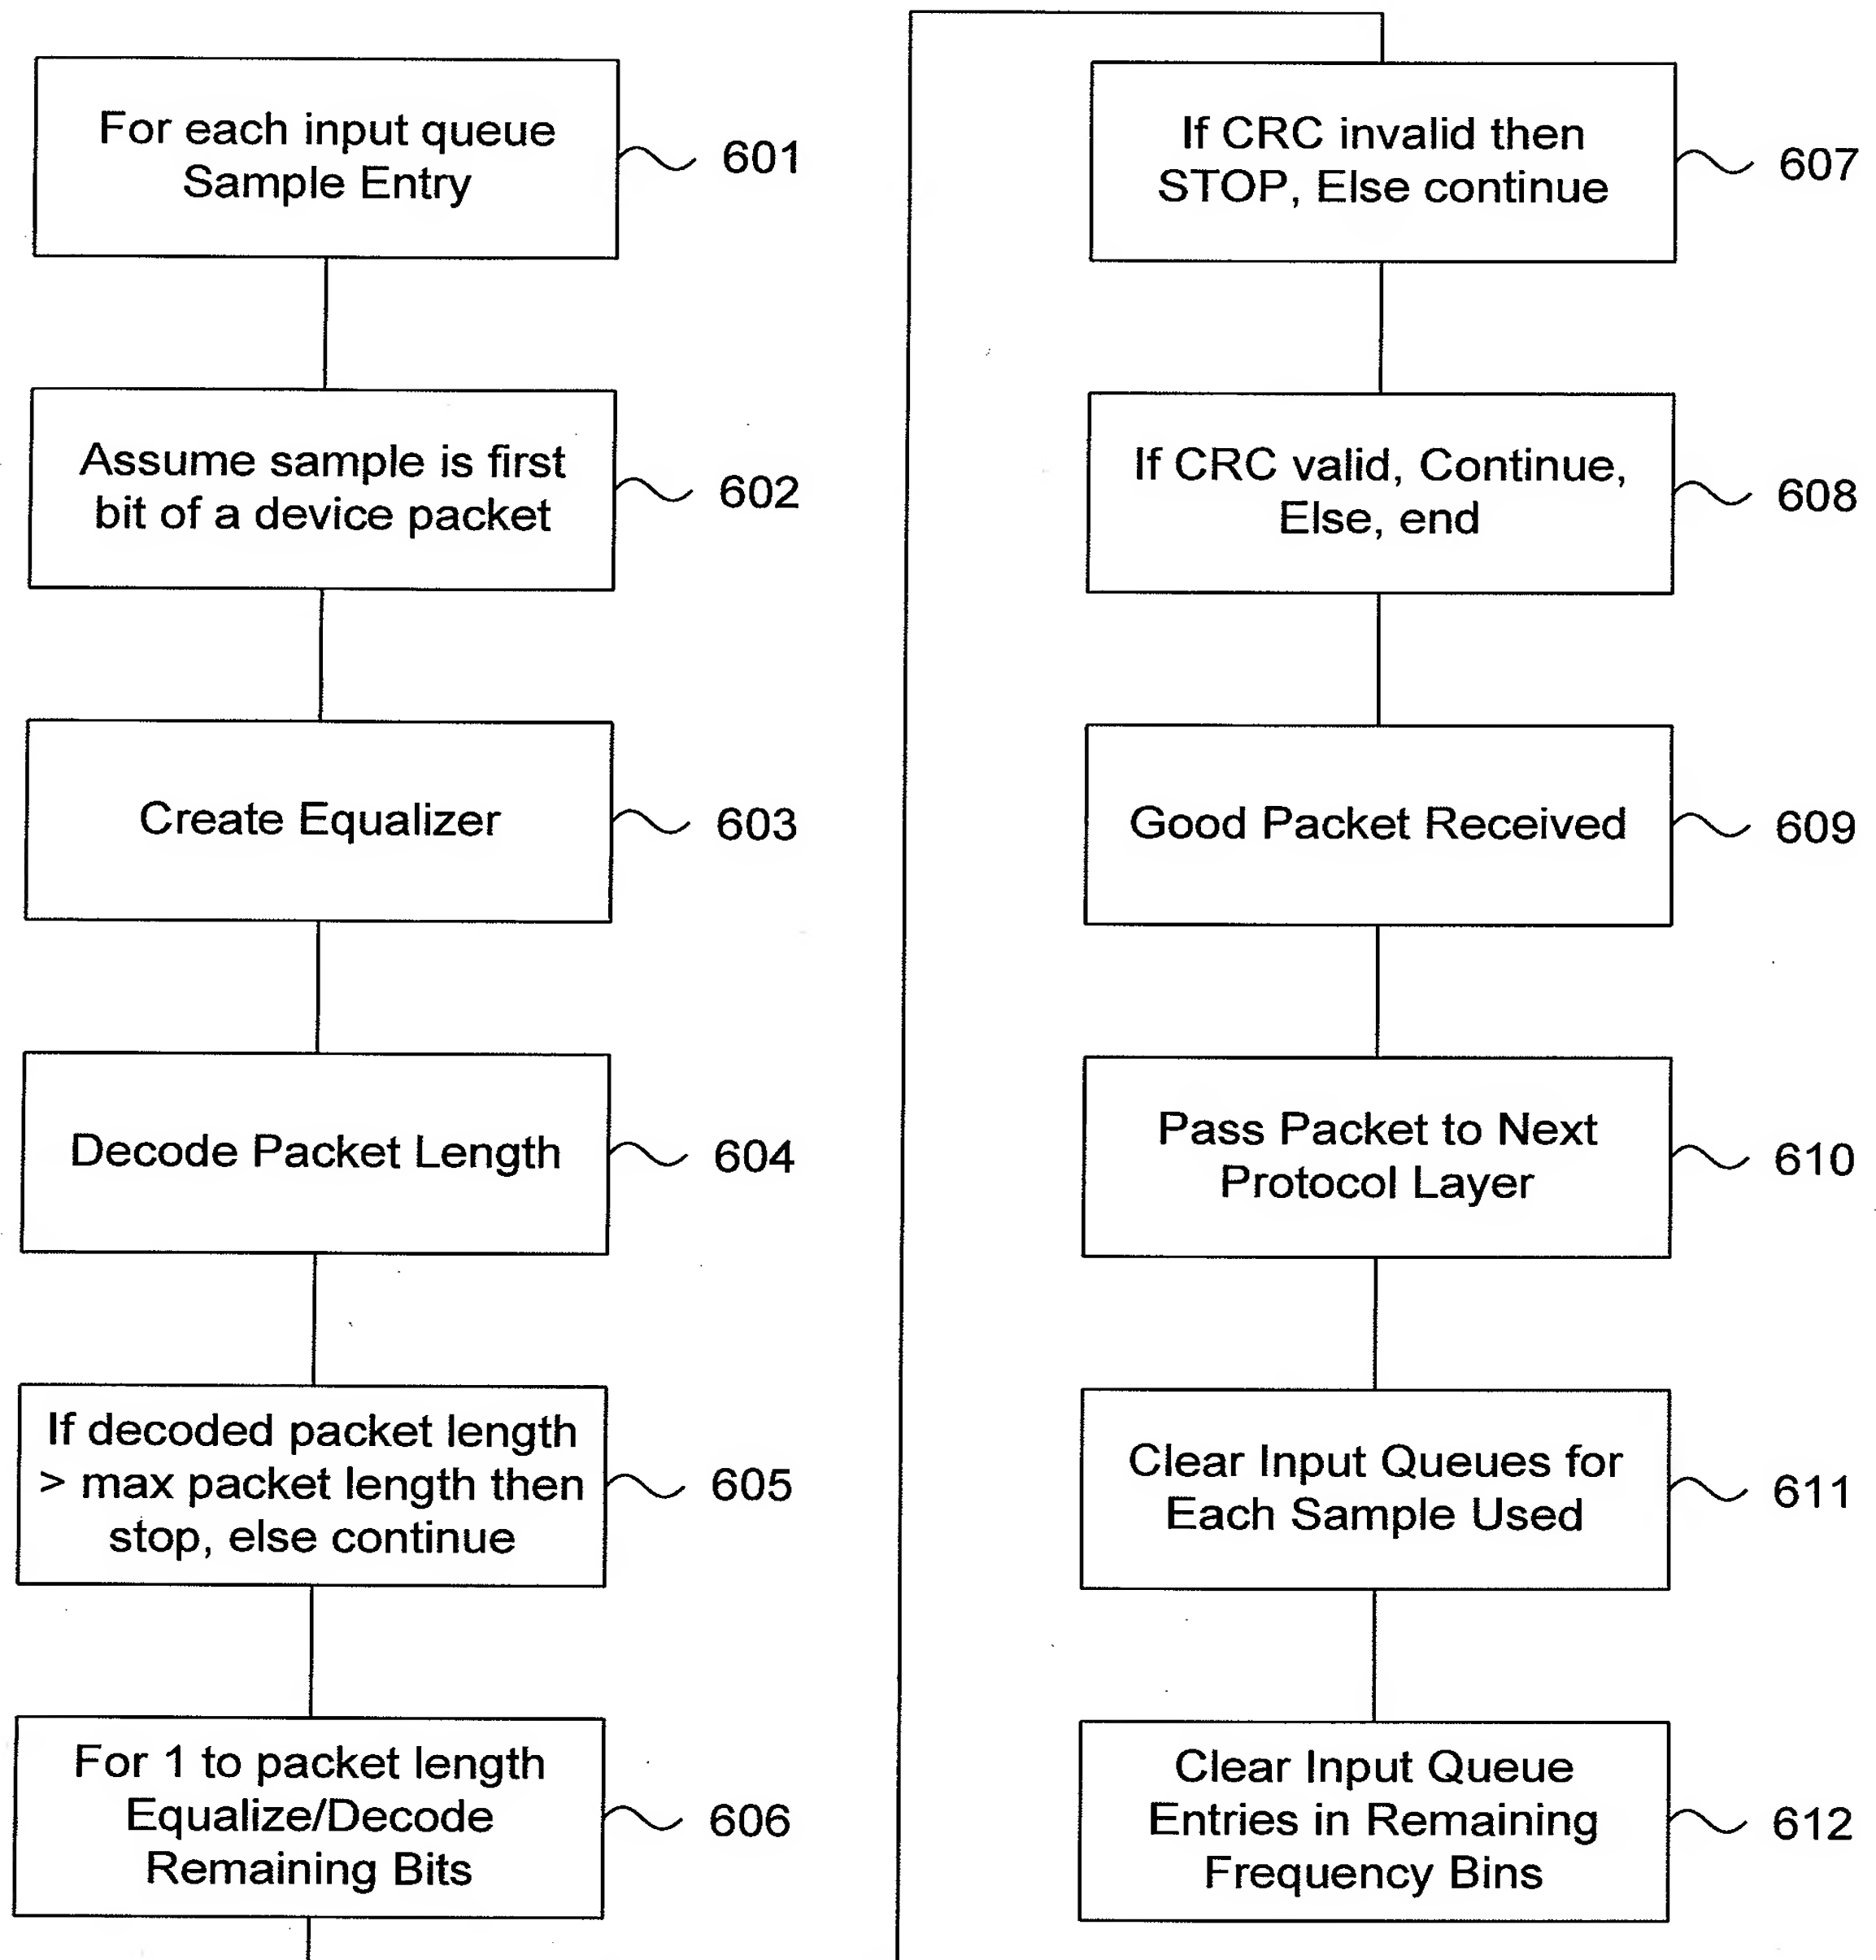 For each input queue
Sample Entry
601
Assume sample is first
bit of a device packet
602
Create Equalizer
603
Decode Packet Length
604
If decoded packet length
> max packet length then
stop, else continue
605
For 1 to packet length
Equalize/Decode
Remaining Bits
606
If CRC invalid then
STOP, Else continue
607
If CRC valid, Continue,
Else, end
608
Good Packet Received
609
Pass Packet to Next
Protocol Layer
610
Clear Input Queues for
Each Sample Used
611
Clear Input Queue
Entries in Remaining
Frequency Bins
612